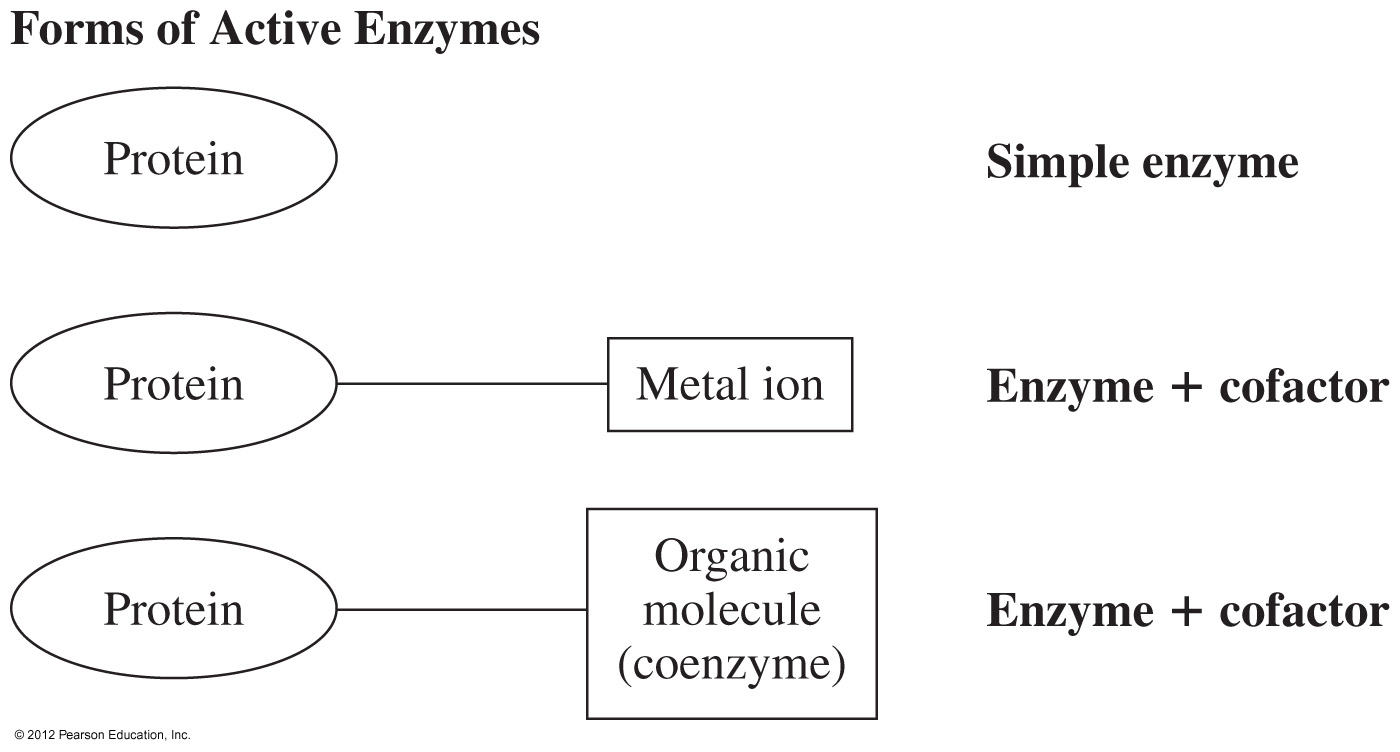 Forms of Active Enzymes
Protein
Simple enzyme
Protein
Metal ion
Enzyme + cofactor
Protein
Organic
molecule
(coenzyme)
Enzyme + cofactor
© 2012 Pearson Education, Inc.